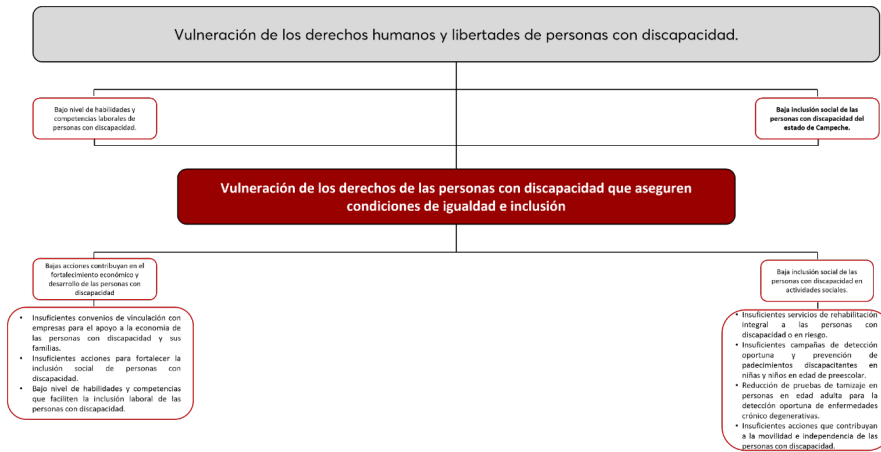 Vulneración de los derechos humanos y libertades de personas con discapacidad.
Bajo nivel de habilidades y
competencias laborales de
personas con discapacidad.
Baja inclusión social de las
personas con discapacidad del
estado de Campeche.
Vulneración de los derechos de las personas con discapacidad que aseguren
condiciones de igualdad e inclusión
Bajas acciones contribuyan en el
fortalecimiento económico y
desarrollo de las personas con
discapacidad
• Insuficientes convenios de vinculación con
empresas para el apoyo a la economía de
las personas con discapacidad y sus
familias.
• Insuficientes acciones para fortalecer la
inclusión social de personas con
discapacidad.
• Bajo nivel de habilidades y competencias
que faciliten la inclusión laboral de las
personas con discapacidad.
Baja inclusión social de las
personas con discapacidad en
actividades sociales.
• Insuficientes servicios de rehabilitación
integral a las personas con
discapacidad o en riesgo.
• Insuficientes campañas de detección
oportuna y prevención de
padecimientos discapacitantes en
niñas y niños en edad de preescolar.
• Reducción de pruebas de tamizaje en
personas en edad adulta para la
detección oportuna de enfermedades
crónico degenerativas.
• Insuficientes acciones que contribuyan
a la movilidad e independencia de las
personas con discapacidad.